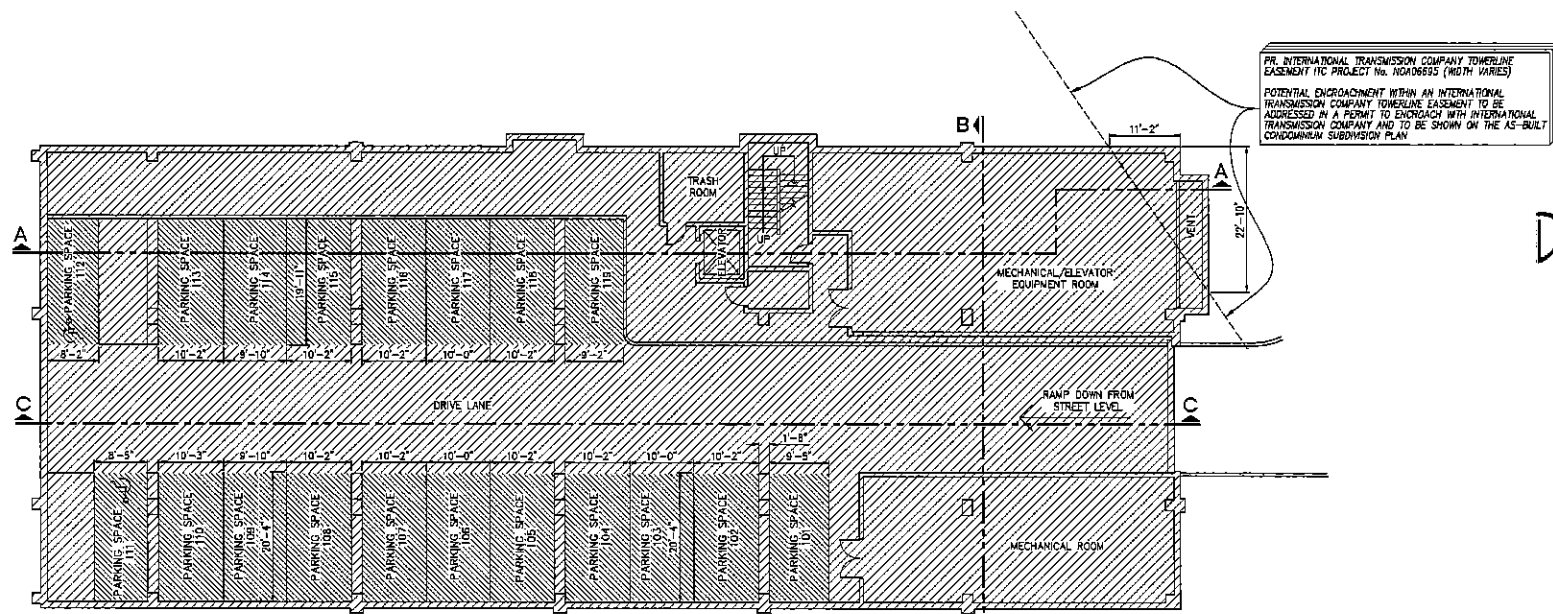 PR. INTERNATIONAL TRANSMISSION COMPANY TOWERLINE
EASEMENT ITC PROJECT No. NOA06695 (WIDTH VARIES)
POTENTIAL ENCROACHMENT WITHIN AN INTERNATIONAL
TRANSMISSION COMPANY TOWERLINE EASEMENT TO BE
ADDRESSED IN A PERMIT TO ENCROACH WITH INTERNATIONAL
TRANSMISSION COMPANY AND TO BE SHOWN ON THE AS-BUILT
CONDOMINIUM SUBDIVISION PLAN
B
11'-2"
UP
TRASH
ROOM
A
22'-10"
VENT
A
UP
ELEVATOR
MECHANICAL/ELEVATOR
EQUIPMENT ROOM
PARKING SPACE
112
PARKING SPACE
113
PARKING SPACE
114
19'-11"
PARKING SPACE
115
PARKING SPACE
116
PARKING SPACE
117
PARKING SPACE
118
PARKING SPACE
119
8'-2"
10'-2"
9'-10"
10'-2"
10'-2"
10'-0"
10'-2"
9'-2"
C
DRIVE LANE
RAMP DOWN FROM
STREET LEVEL
C
1'-8"
8'-5"
10'-3"
9'-10"
10'-2"
10'-2"
10'-0"
10'-2"
10'-2"
10'-0"
10'-2"
9'-5"
PARKING SPACE
111
PARKING SPACE
110
PARKING SPACE
109
20'-4"
PARKING SPACE
108
PARKING SPACE
107
PARKING SPACE
106
PARKING SPACE
105
PARKING SPACE
104
PARKING SPACE
103
20'-4"
PARKING SPACE
102
PARKING SPACE
101
MECHANICAL ROOM